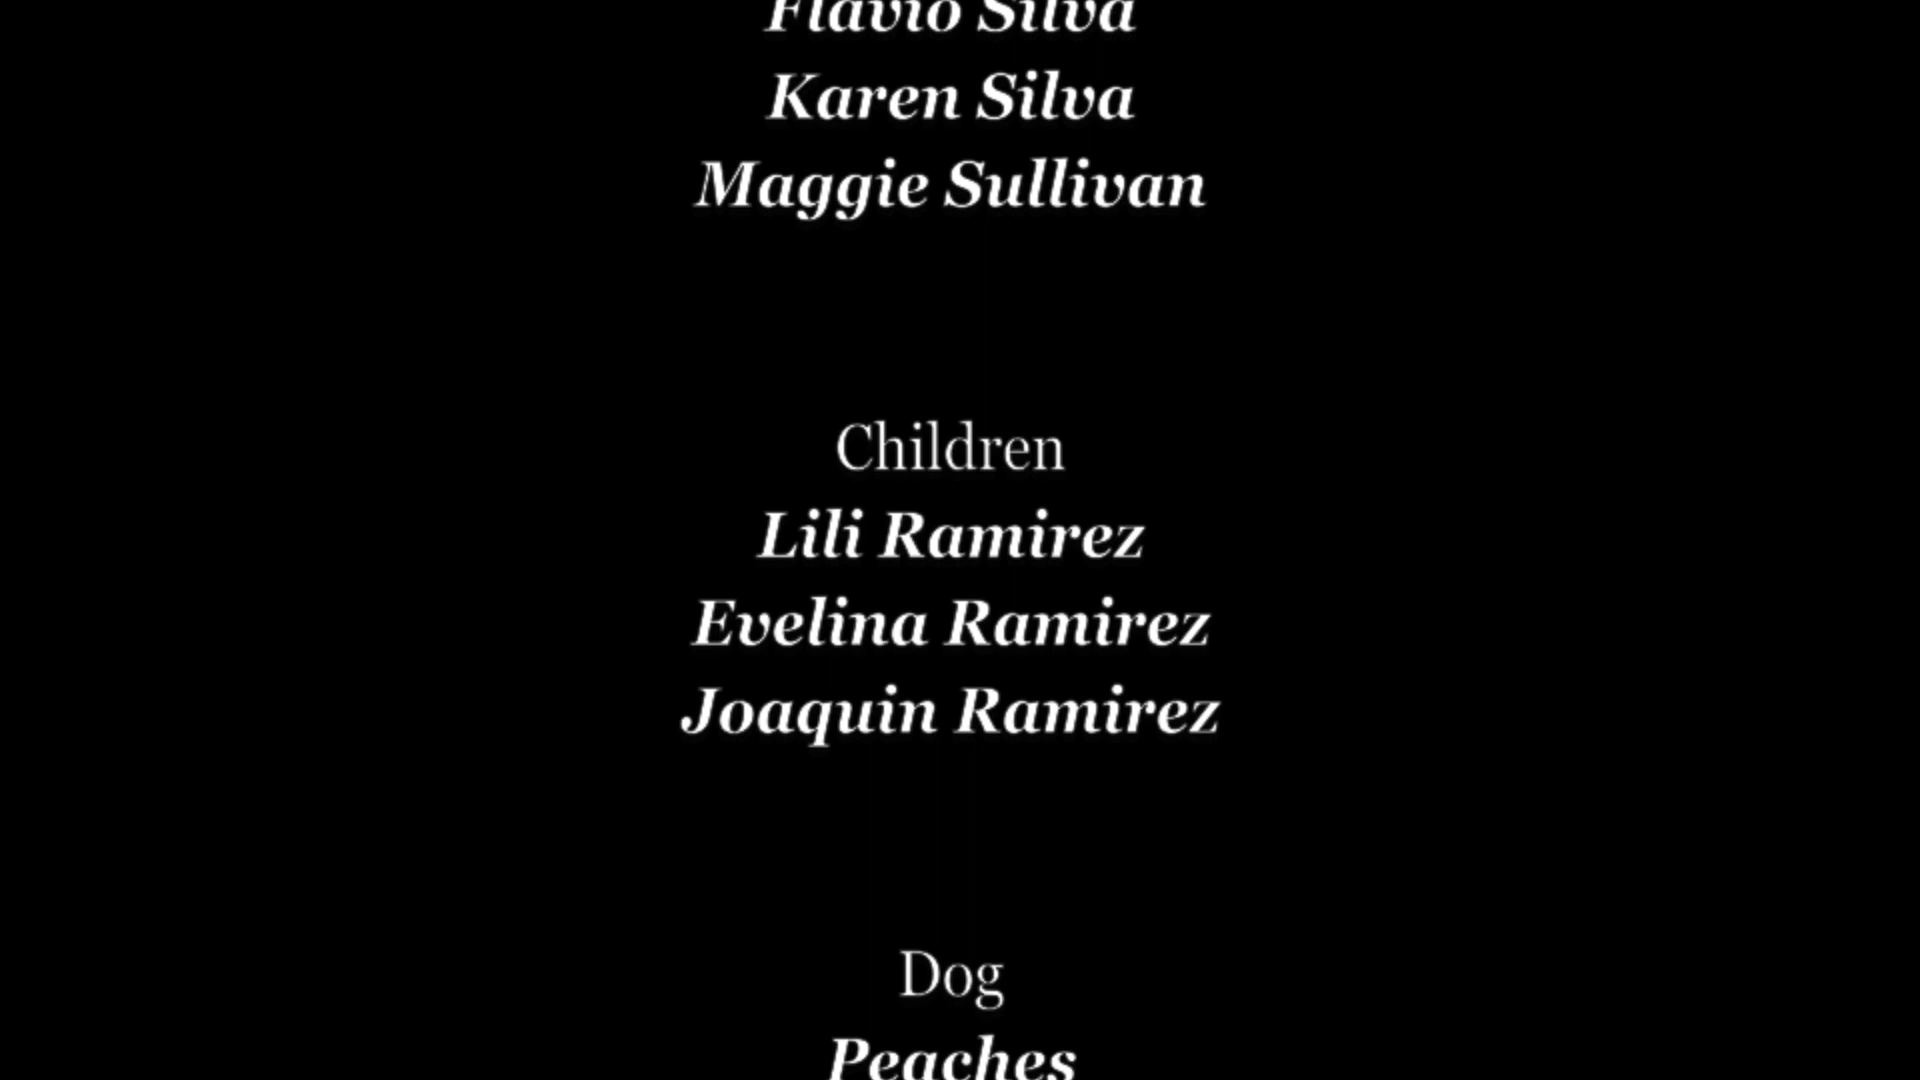 Flavio Silva
Karen Silva
Maggie Sullivan
Children
Lili Ramirez
Evelina Ramirez
Joaquin Ramirez
Dog
Peaches